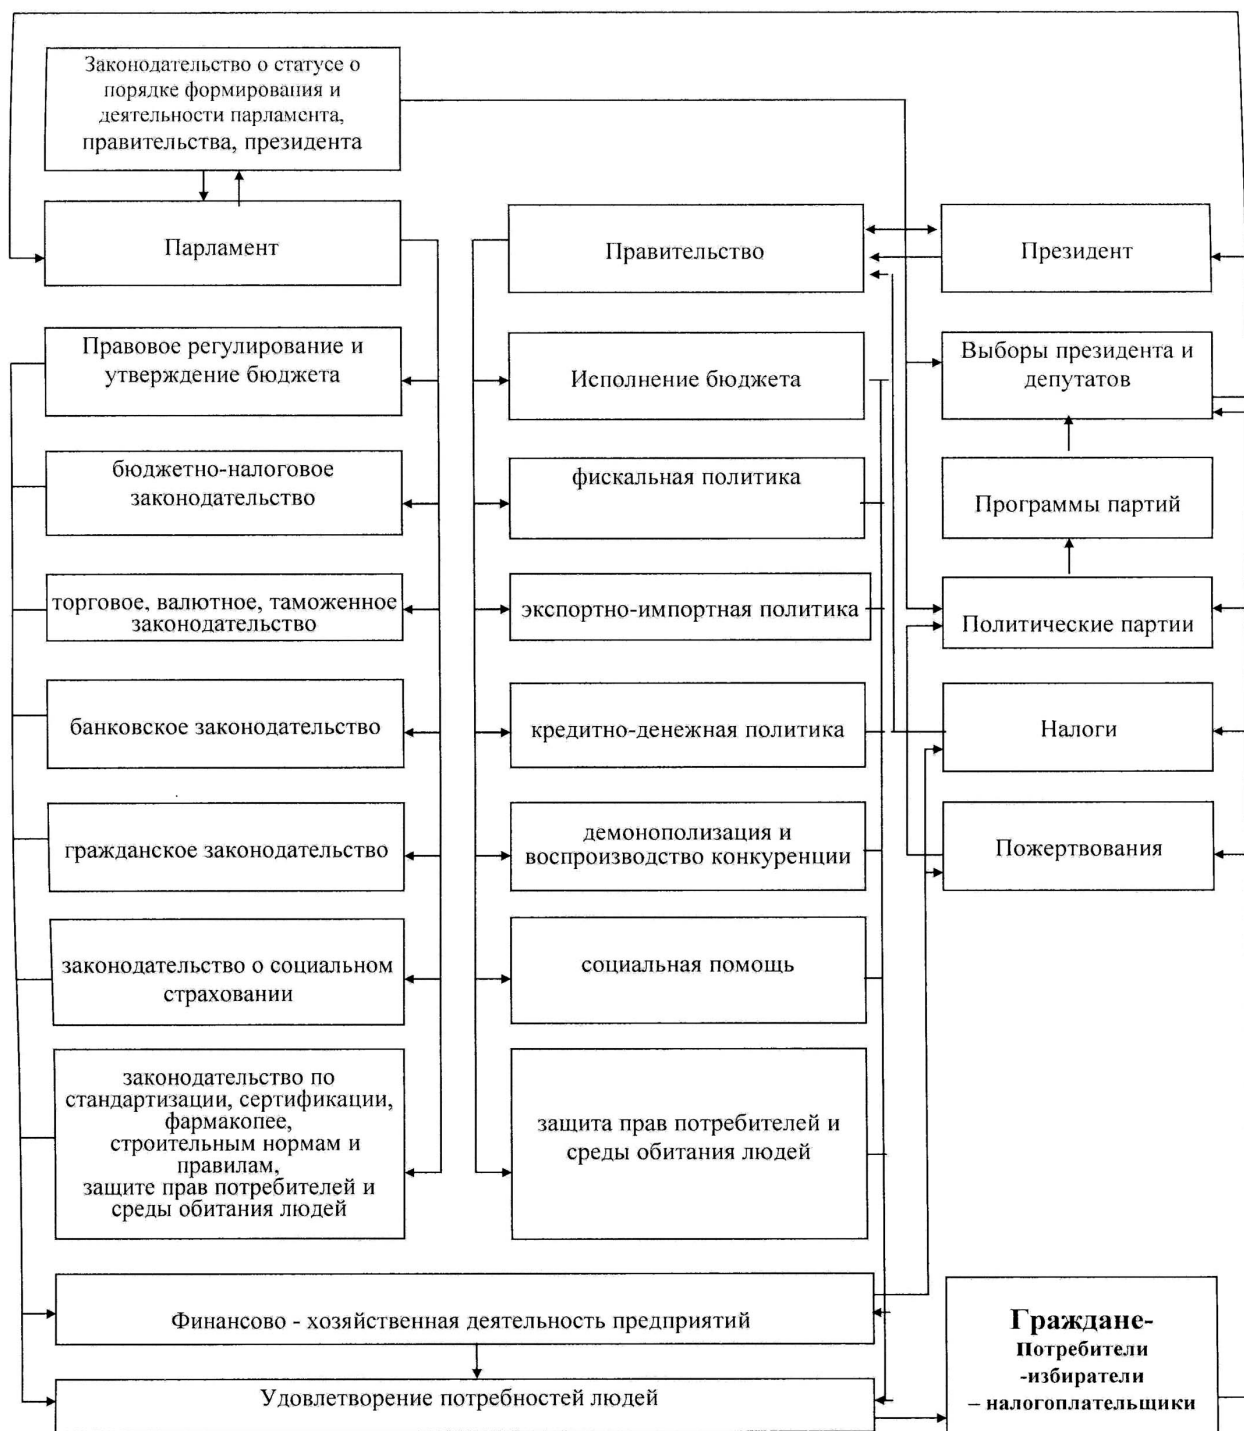 Законодательство о статусе о
порядке формирования и
деятельности парламента,
правительства, президента
Парламент
Правительство
Президент
Правовое регулирование и
утверждение бюджета
Исполнение бюджета
Выборы президента и
депутатов
бюджетно-налоговое
законодательство
фискальная политика
Программы партий
торговое, валютное, таможенное
законодательство
экспортно-импортная политика
Политические партии
банковское законодательство
кредитно-денежная политика
Налоги
гражданское законодательство
демонополизация и
воспроизводство конкуренции
Пожертвования
законодательство о социальном
страховании
социальная помощь
законодательство по
стандартизации, сертификации,
фармакопее,
строительным нормам и
правилам,
защите прав потребителей и
среды обитания людей
защита прав потребителей и
среды обитания людей
Финансово - хозяйственная деятельность предприятий
Удовлетворение потребностей людей
Граждане-
Потребители
-избиратели
– налогоплательщики